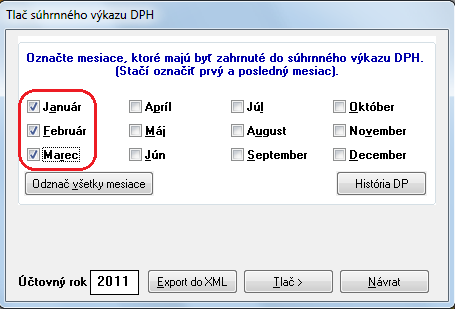 Tlač súhrnného výkazu DPH
Označte mesiace, ktoré majú byť zahrnuté do súhrnného výkazu DPH.
(Stačí označiť prvý a posledný mesiac).
Január Apríl Júl Október
Február Máj August November
Marec Jún September December
Odznač všetky mesiace História DP
Účtovný rok 2011 Export do XML Tlač > Návrat